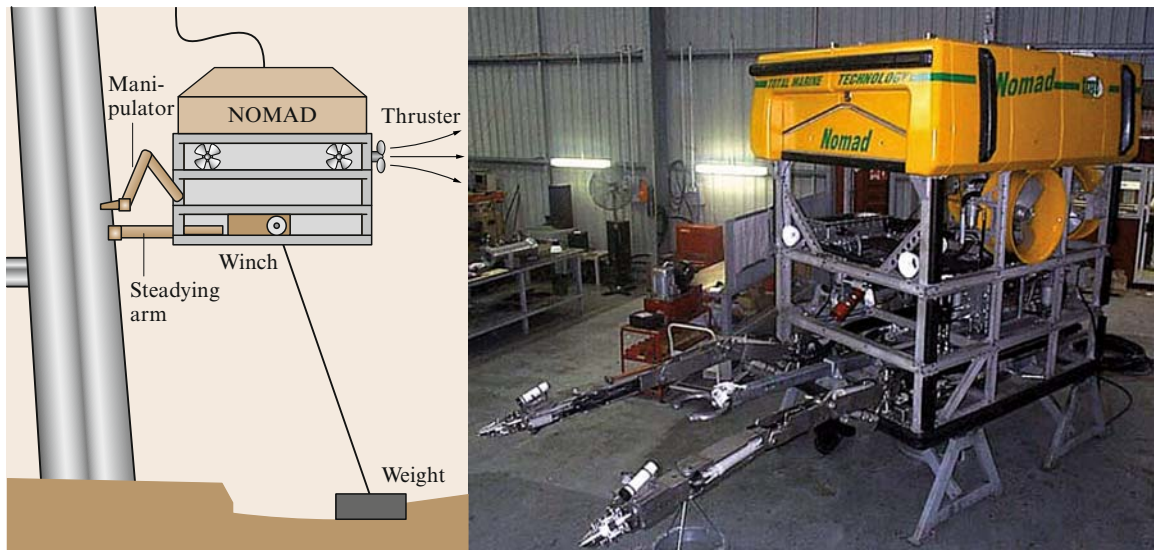 Mani-
pulator
NOMAD
Thruster
Winch
Steadying
arm
Weight
TOTAL MARINE TECHNOLOGY
Nomad
Nomad